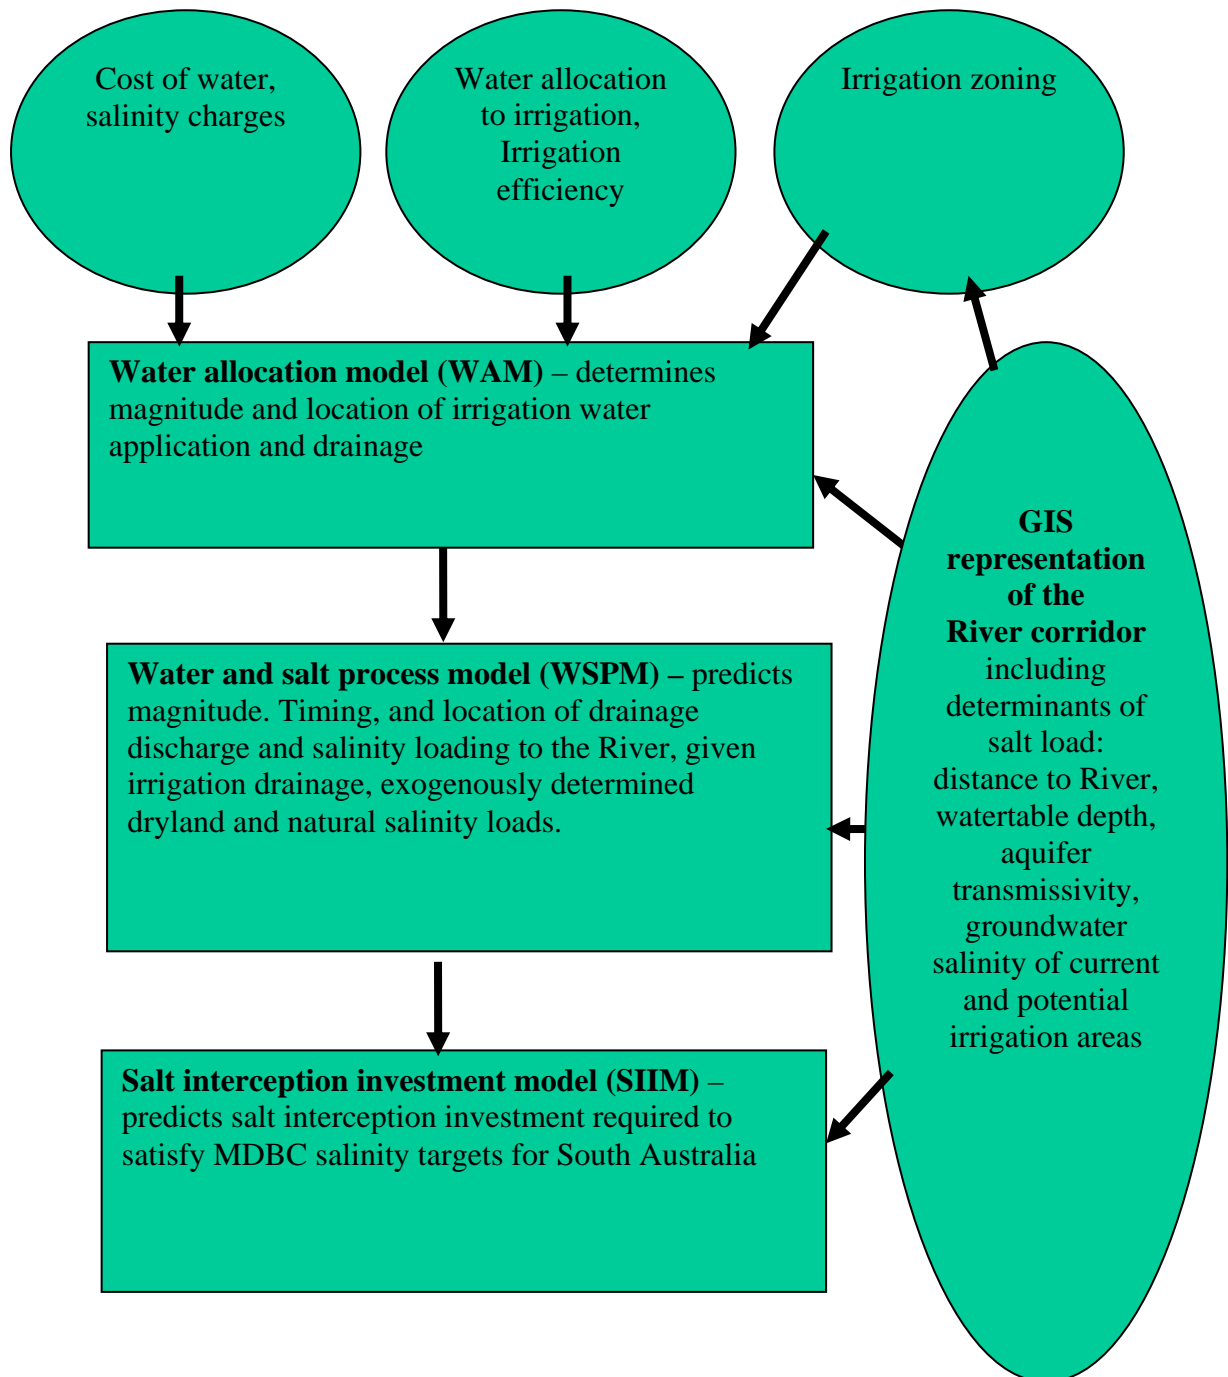 Cost of water,
salinity charges
Water allocation
to irrigation,
Irrigation
efficiency
Irrigation zoning
Water allocation model (WAM) – determines
magnitude and location of irrigation water
application and drainage
Water and salt process model (WSPM) – predicts
magnitude. Timing, and location of drainage
discharge and salinity loading to the River, given
irrigation drainage, exogenously determined
dryland and natural salinity loads.
Salt interception investment model (SIIM) –
predicts salt interception investment required to
satisfy MDBC salinity targets for South Australia
GIS
representation
of the
River corridor
including
determinants of
salt load:
distance to River,
watertable depth,
aquifer
transmissivity,
groundwater
salinity of current
and potential
irrigation areas